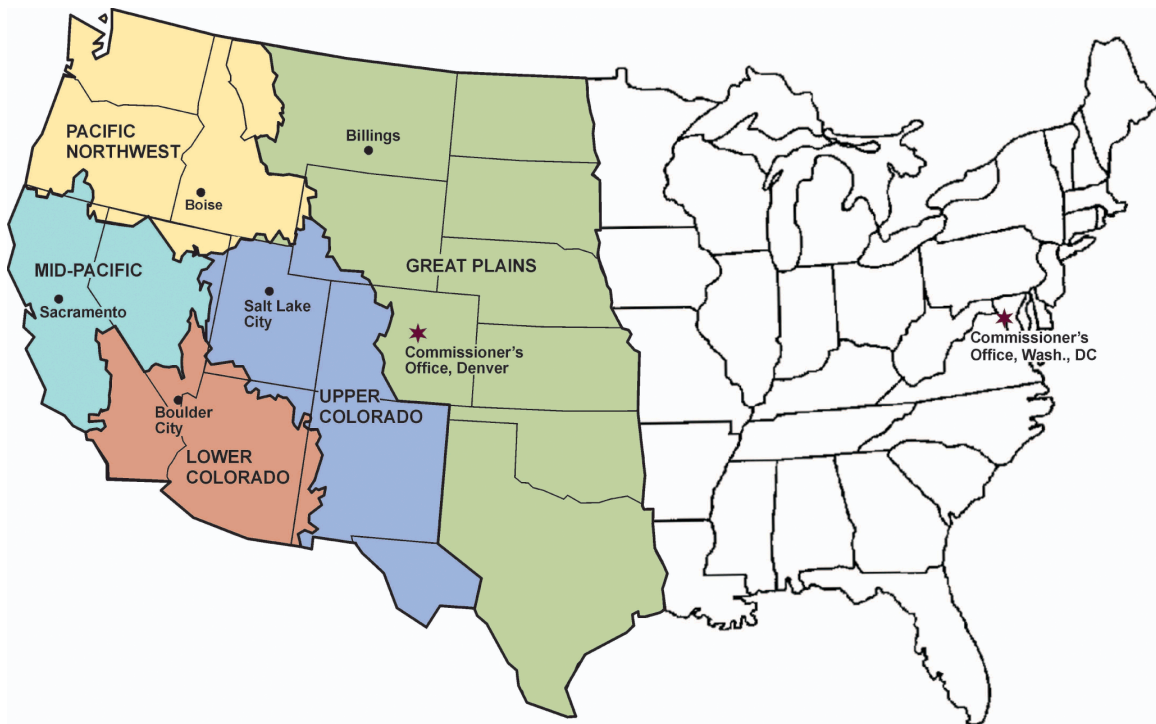 PACIFIC
NORTHWEST
Billings
Boise
MID-PACIFIC
Sacramento
Salt Lake
City
GREAT PLAINS
Commissioner's
Office, Denver
Commissioner's
Office, Wash., DC
UPPER
COLORADO
Boulder
City
LOWER
COLORADO